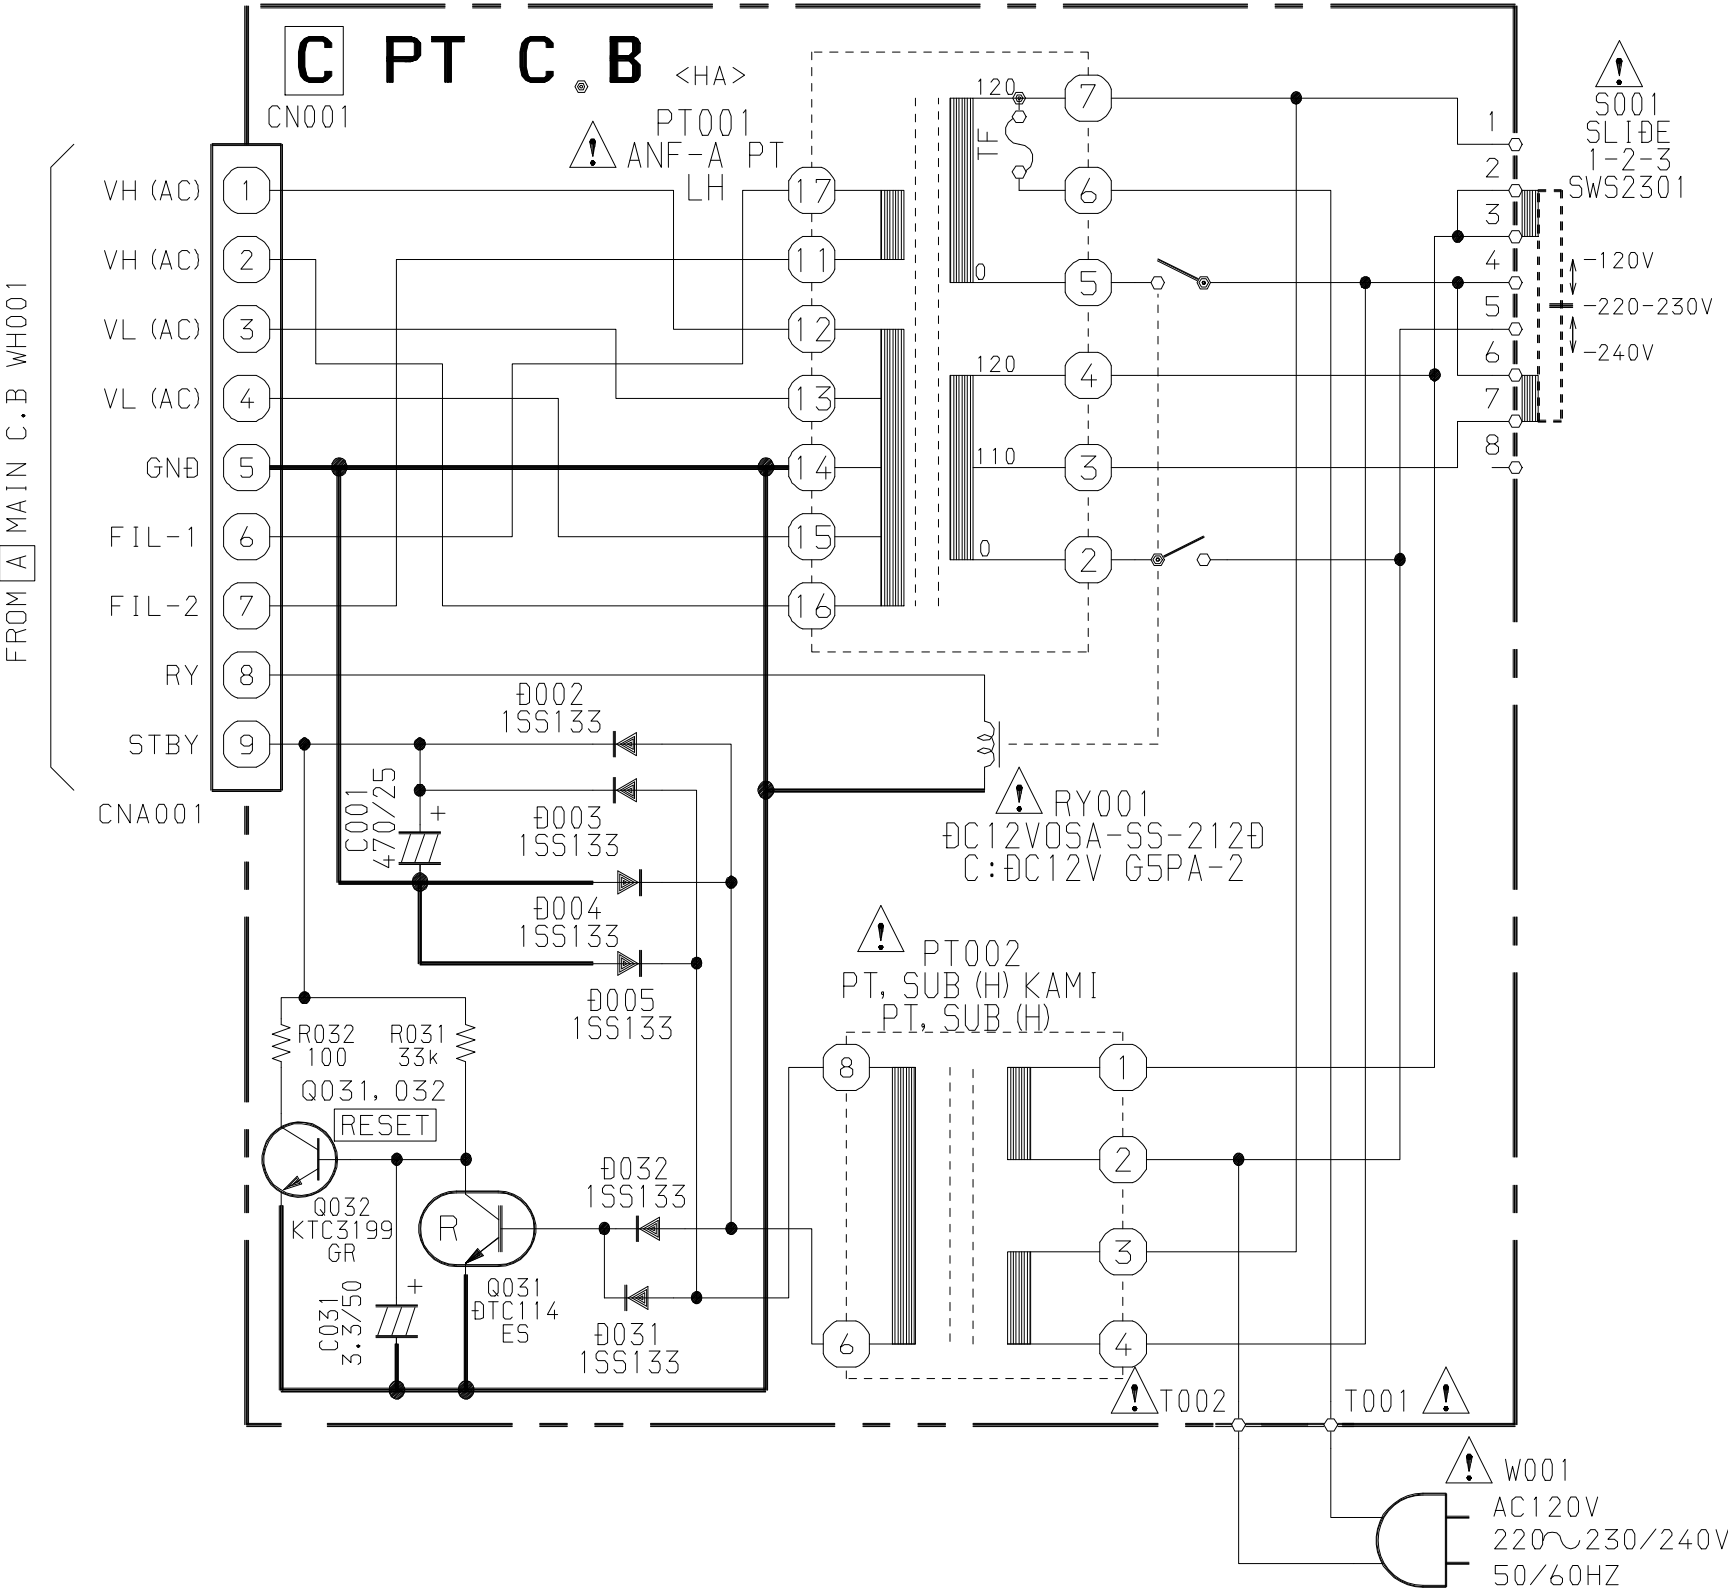 C PT C.B <HA>
CN001
PT001
ANF-A PT
LH
S001
SLIDE
1-2-3
SWS2301
FROM A MAIN C.B WH001
VH (AC) 1
VH (AC) 2
VL (AC) 3
VL (AC) 4
GND 5
FIL-1 6
FIL-2 7
RY 8
STBY 9
CNA001
17
11
12
13
14
15
16
120
TF
0
120
110
0
7
6
5
4
3
2
1
2
3
4
5
6
7
8
-120V
-220-230V
-240V
D002
1SS133
C001
470/25
+
D003
1SS133
D004
1SS133
D005
1SS133
RY001
DC12VOSA-SS-212D
C:DC12V G5PA-2
PT002
PT, SUB (H) KAMI
PT, SUB (H)
8
6
1
2
3
4
R032
100
R031
33k
Q031, 032
RESET
Q032
KTC3199
GR
R
Q031
DTC114
ES
C031
3.3/50
+
D032
1SS133
D031
1SS133
! T002
T001 !
! W001
AC120V
220~230/240V
50/60HZ